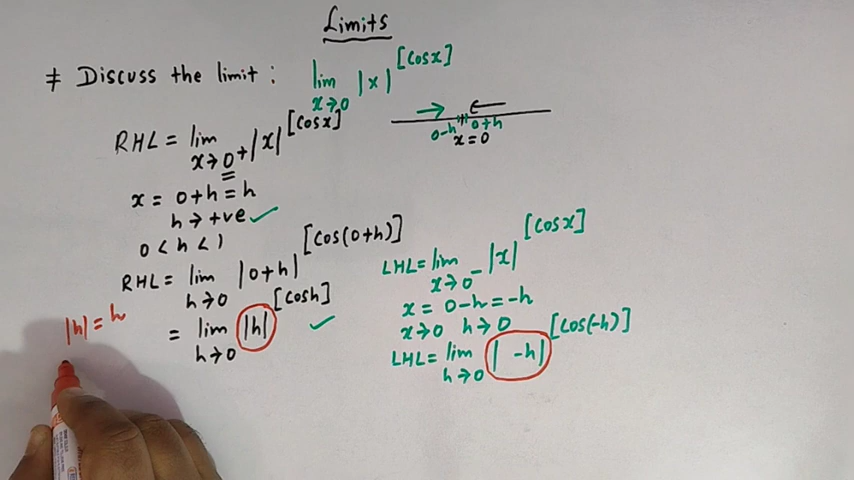 Limits
≠ Discuss the limit : lim x→0 |x|^[cosx]
0-h 0+h
x=0
RHL = lim x→0+ |x|^[cosx]
x = 0+h = h
h → +ve ✓
0 < h < 1
RHL = lim h→0 |0+h|^[cos(0+h)]
= lim h→0 |h|^[cosh] ✓
|h| = h
LHL = lim x→0- |x|^[cosx]
x = 0-h = -h
x→0 h→0
LHL = lim h→0 | -h|^[cos(-h)]